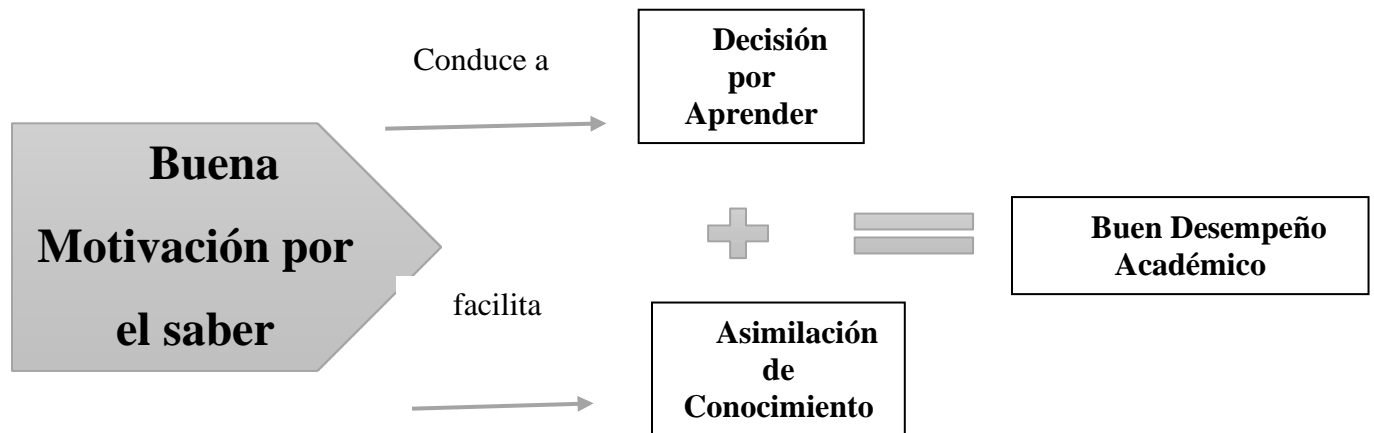 Conduce a
Decisión
por
Aprender
Buena
Motivación por
el saber
Buen Desempeño
Académico
facilita
Asimilación
de
Conocimiento